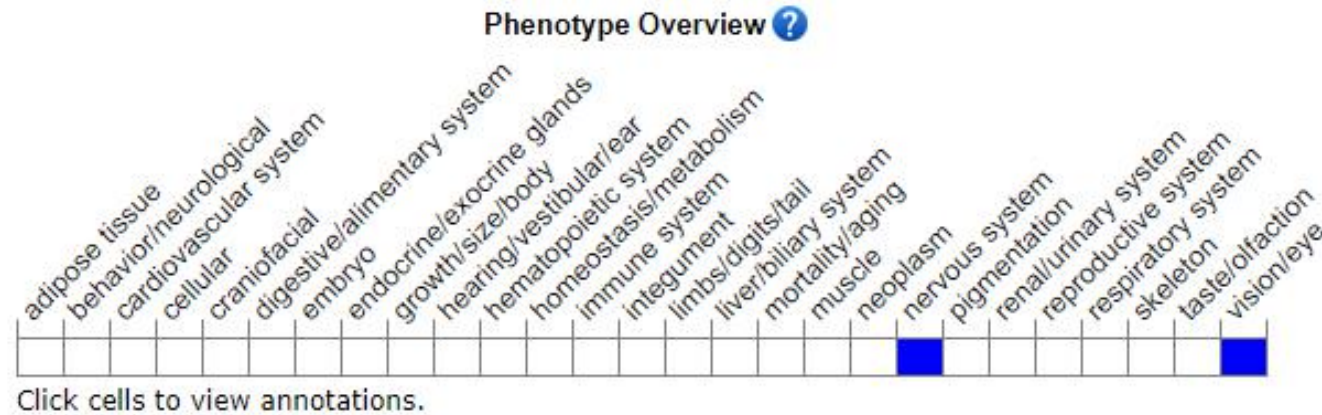 Phenotype Overview ?
adipose tissue
behavior/neurological
cardiovascular system
cellular
craniofacial
digestive/alimentary system
embryo
endocrine/exocrine glands
growth/size/body
hearing/vestibular/ear
hematopoietic system
homeostasis/metabolism
immune system
integument
limbs/digits/tail
liver/biliary system
mortality/aging
muscle
neoplasm
nervous system
pigmentation
renal/urinary system
reproductive system
respiratory system
skeleton
taste/olfaction
vision/eye
Click cells to view annotations.